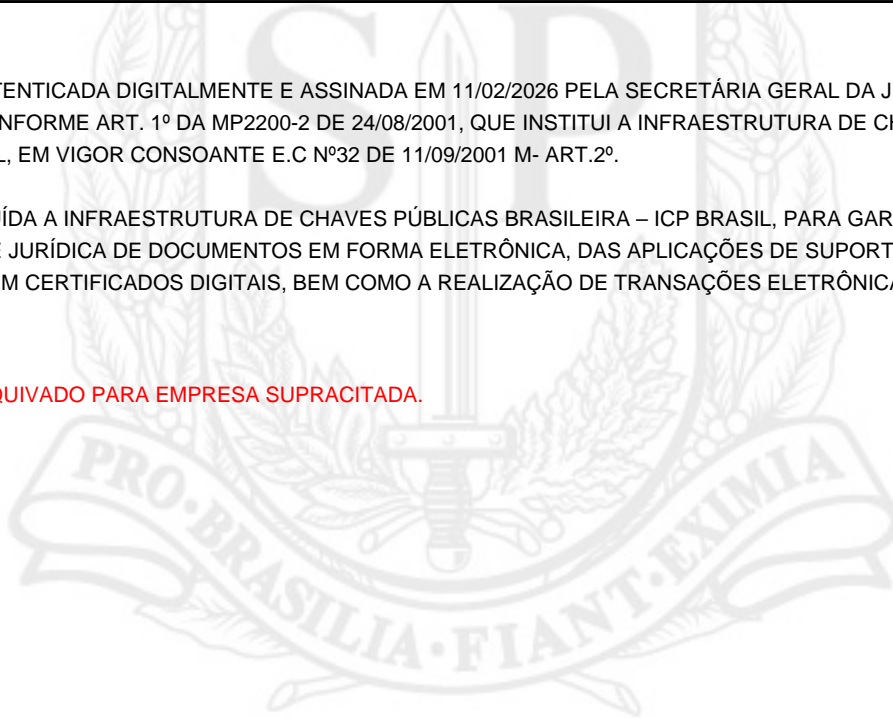 SP
TENTICADA DIGITALMENTE E ASSINADA EM 11/02/2026 PELA SECRETÁRIA GERAL DA J
NFORME ART. 1º DA MP2200-2 DE 24/08/2001, QUE INSTITUI A INFRAESTRUTURA DE CH
L, EM VIGOR CONSOANTE E.C Nº32 DE 11/09/2001 M- ART.2º.
UÍDA A INFRAESTRUTURA DE CHAVES PÚBLICAS BRASILEIRA – ICP BRASIL, PARA GAR
E JURÍDICA DE DOCUMENTOS EM FORMA ELETRÔNICA, DAS APLICAÇÕES DE SUPORT
M CERTIFICADOS DIGITAIS, BEM COMO A REALIZAÇÃO DE TRANSAÇÕES ELETRÔNICA
QUIVADO PARA EMPRESA SUPRACITADA.
PRO·BRASILIA·FIANT·EXIMIA